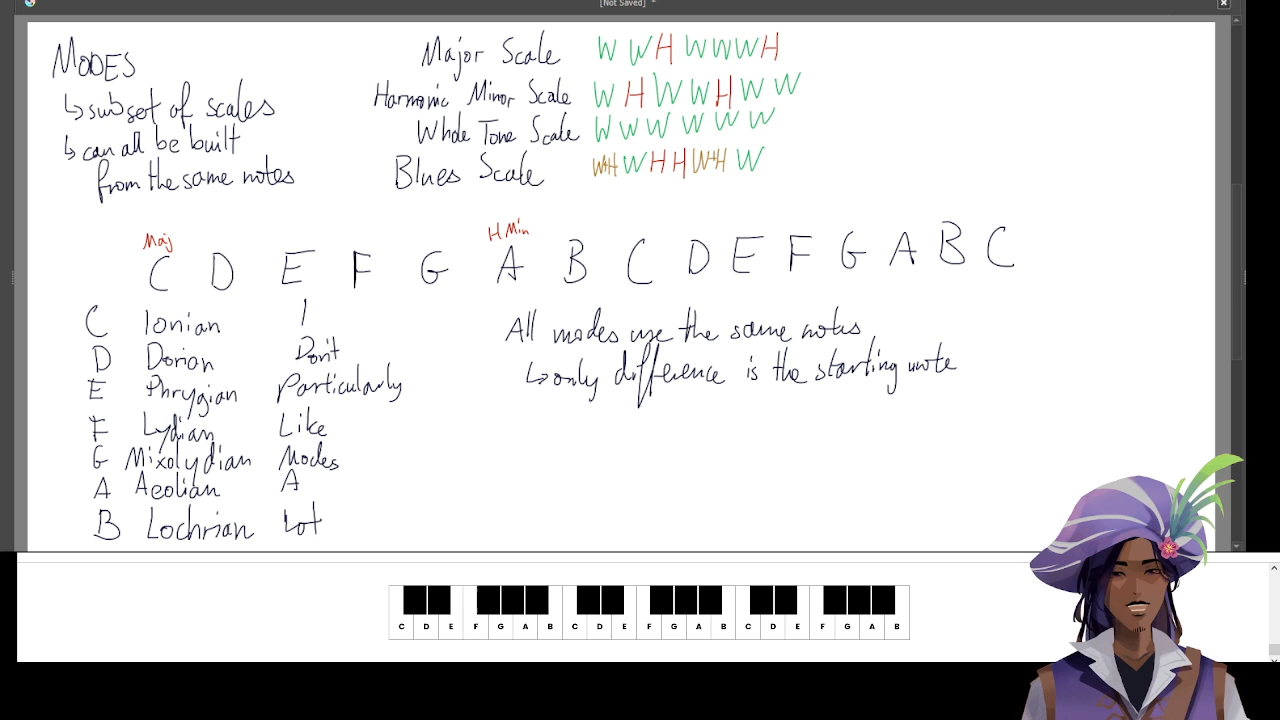 [Not Saved] *
MODES
↳ subset of scales
↳ can all be built
from the same notes
Major Scale W W H W W W H
Harmonic Minor Scale W H W W H W W
Whole Tone Scale W W W W W W
Blues Scale W+H W H H W+H W
Maj H Min
C D E F G A B C D E F G A B C
C Ionian I
D Dorian Don't
E Phrygian Particularly
F Lydian Like
G Mixolydian Modes
A Aeolian A
B Lochrian Lot
All modes use the same notes
↳ only difference is the starting note
C D E F G A B C D E F G A B C D E F G A B